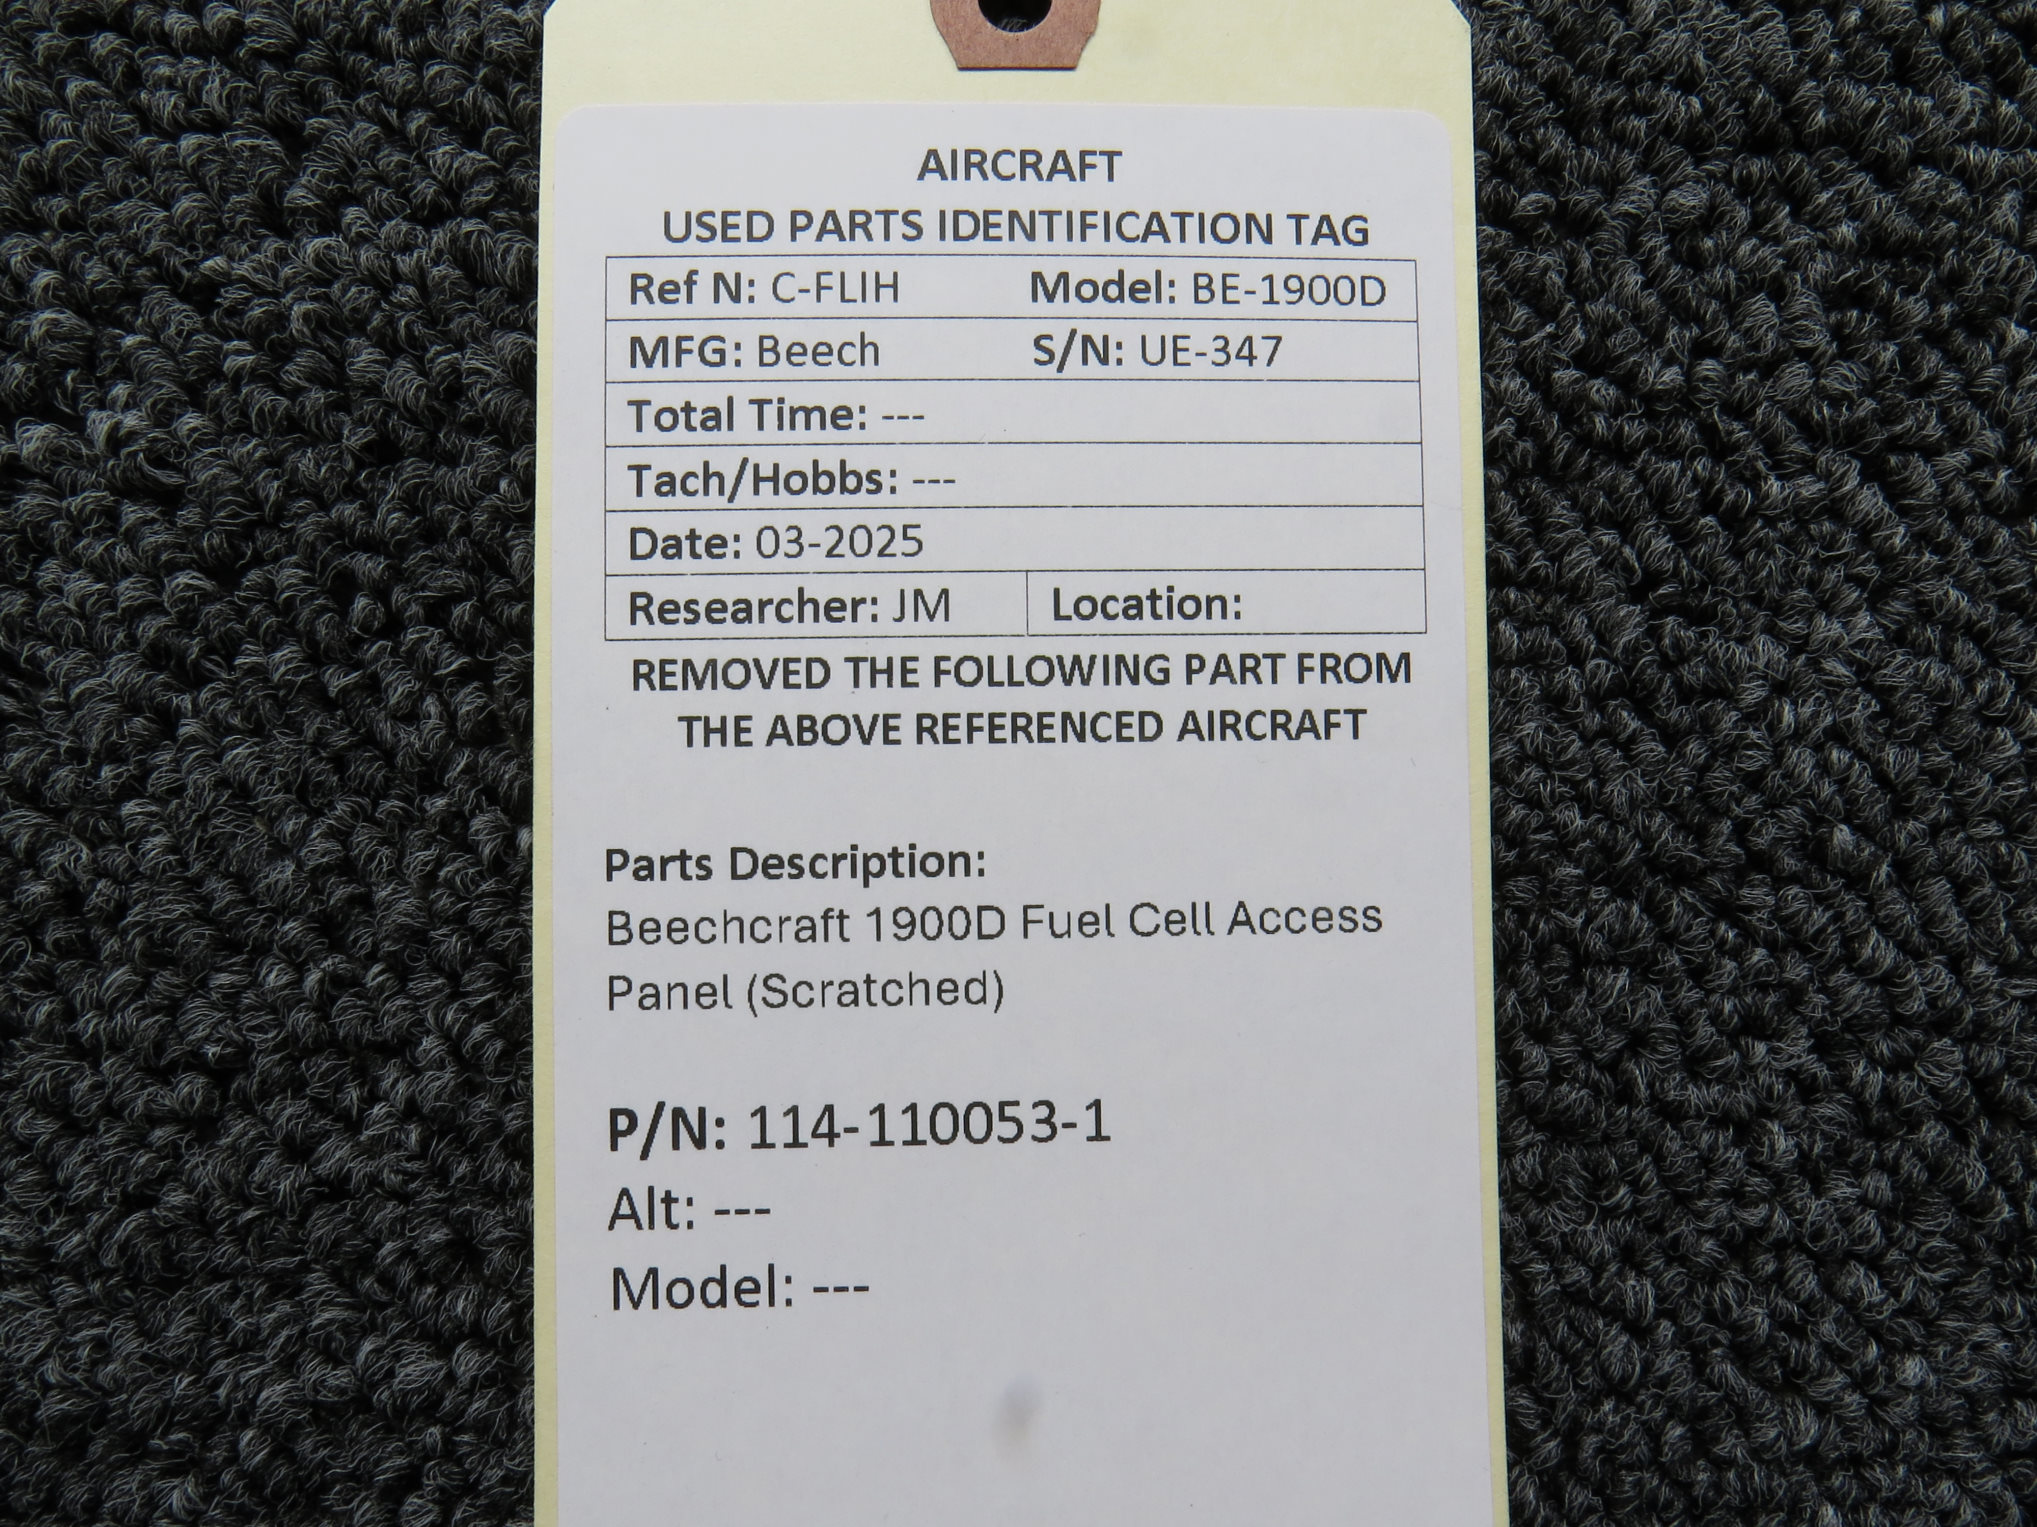 AIRCRAFT
USED PARTS IDENTIFICATION TAG
Ref N: C-FLIH Model: BE-1900D
MFG: Beech S/N: UE-347
Total Time: ---
Tach/Hobbs: ---
Date: 03-2025
Researcher: JM Location:
REMOVED THE FOLLOWING PART FROM
THE ABOVE REFERENCED AIRCRAFT
Parts Description:
Beechcraft 1900D Fuel Cell Access
Panel (Scratched)
P/N: 114-110053-1
Alt: ---
Model: ---